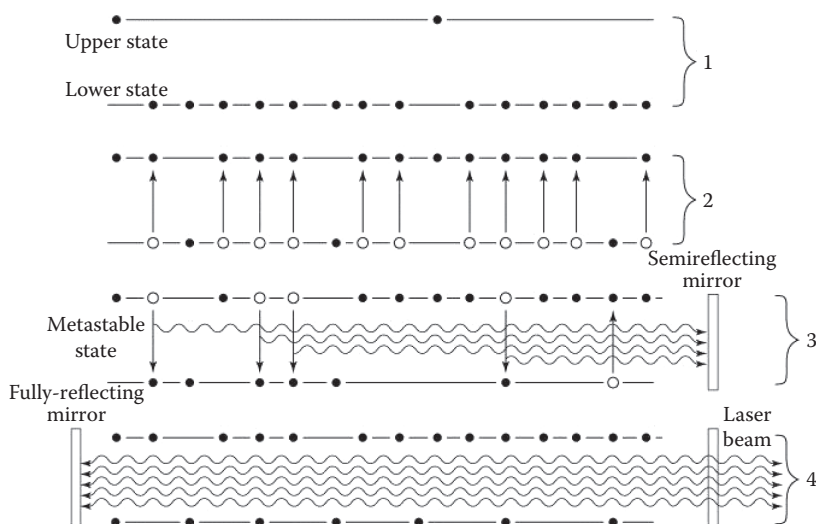 Upper state
Lower state
1
2
Semireflecting
mirror
Metastable
state
3
Fully-reflecting
mirror
Laser
beam
4